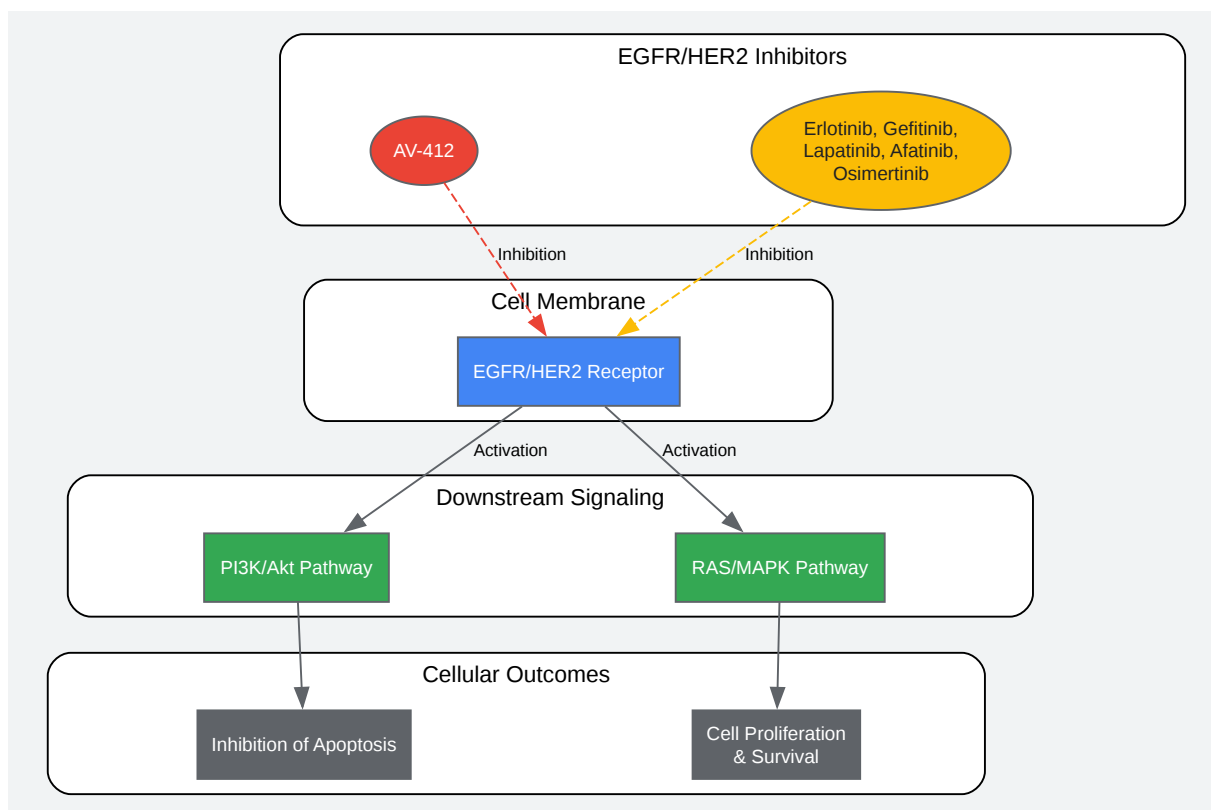 EGFR/HER2 Inhibitors
AV-412
Erlotinib, Gefitinib,
Lapatinib, Afatinib,
Osimertinib
Inhibition
Inhibition
Cell Membrane
EGFR/HER2 Receptor
Activation
Activation
Downstream Signaling
PI3K/Akt Pathway
RAS/MAPK Pathway
Cellular Outcomes
Inhibition of Apoptosis
Cell Proliferation
& Survival